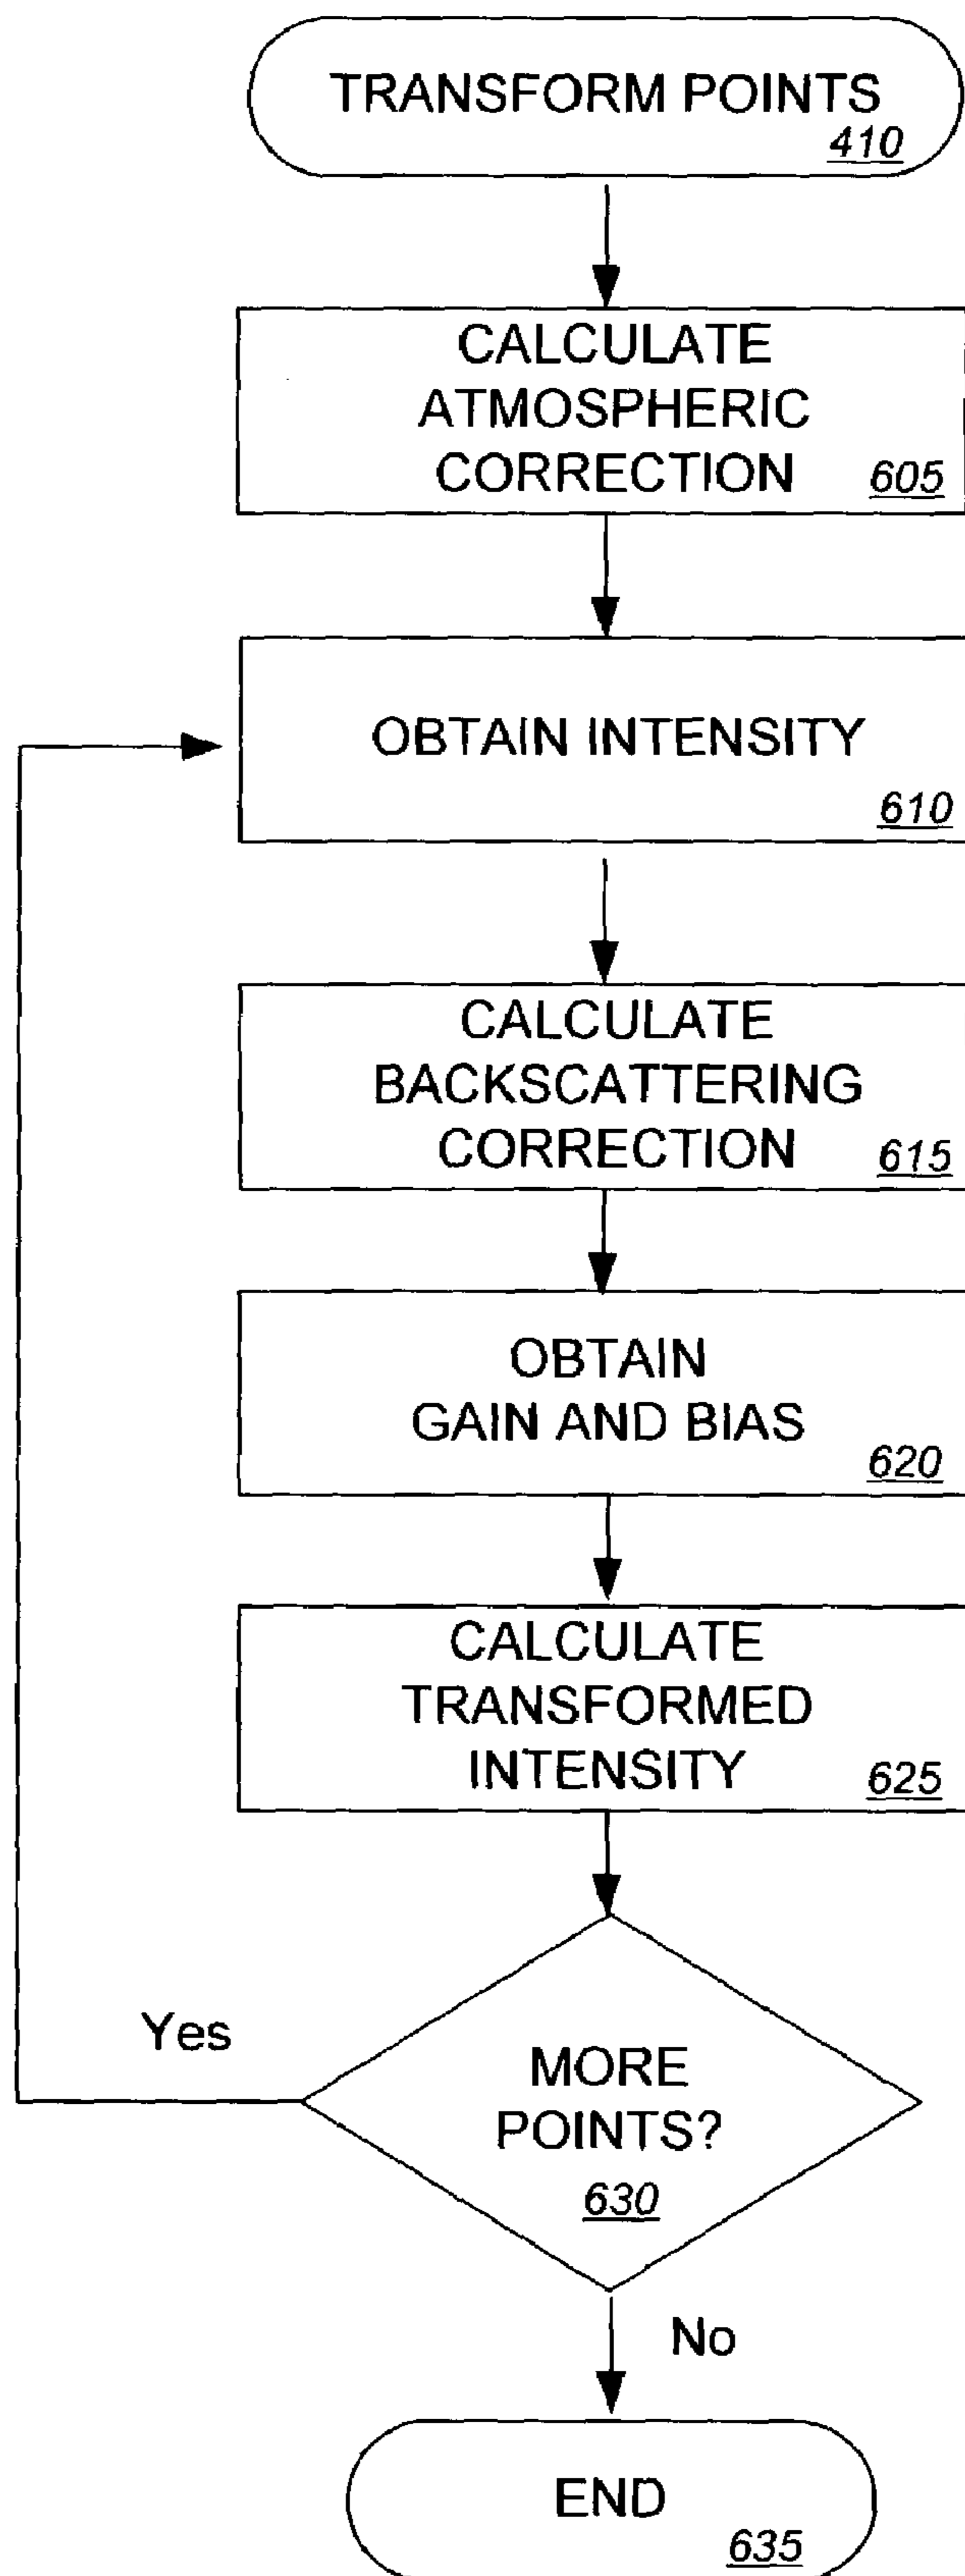 TRANSFORM POINTS
410
CALCULATE
ATMOSPHERIC
CORRECTION
605
OBTAIN INTENSITY
610
CALCULATE
BACKSCATTERING
CORRECTION
615
OBTAIN
GAIN AND BIAS
620
CALCULATE
TRANSFORMED
INTENSITY
625
Yes
MORE
POINTS?
630
No
END
635